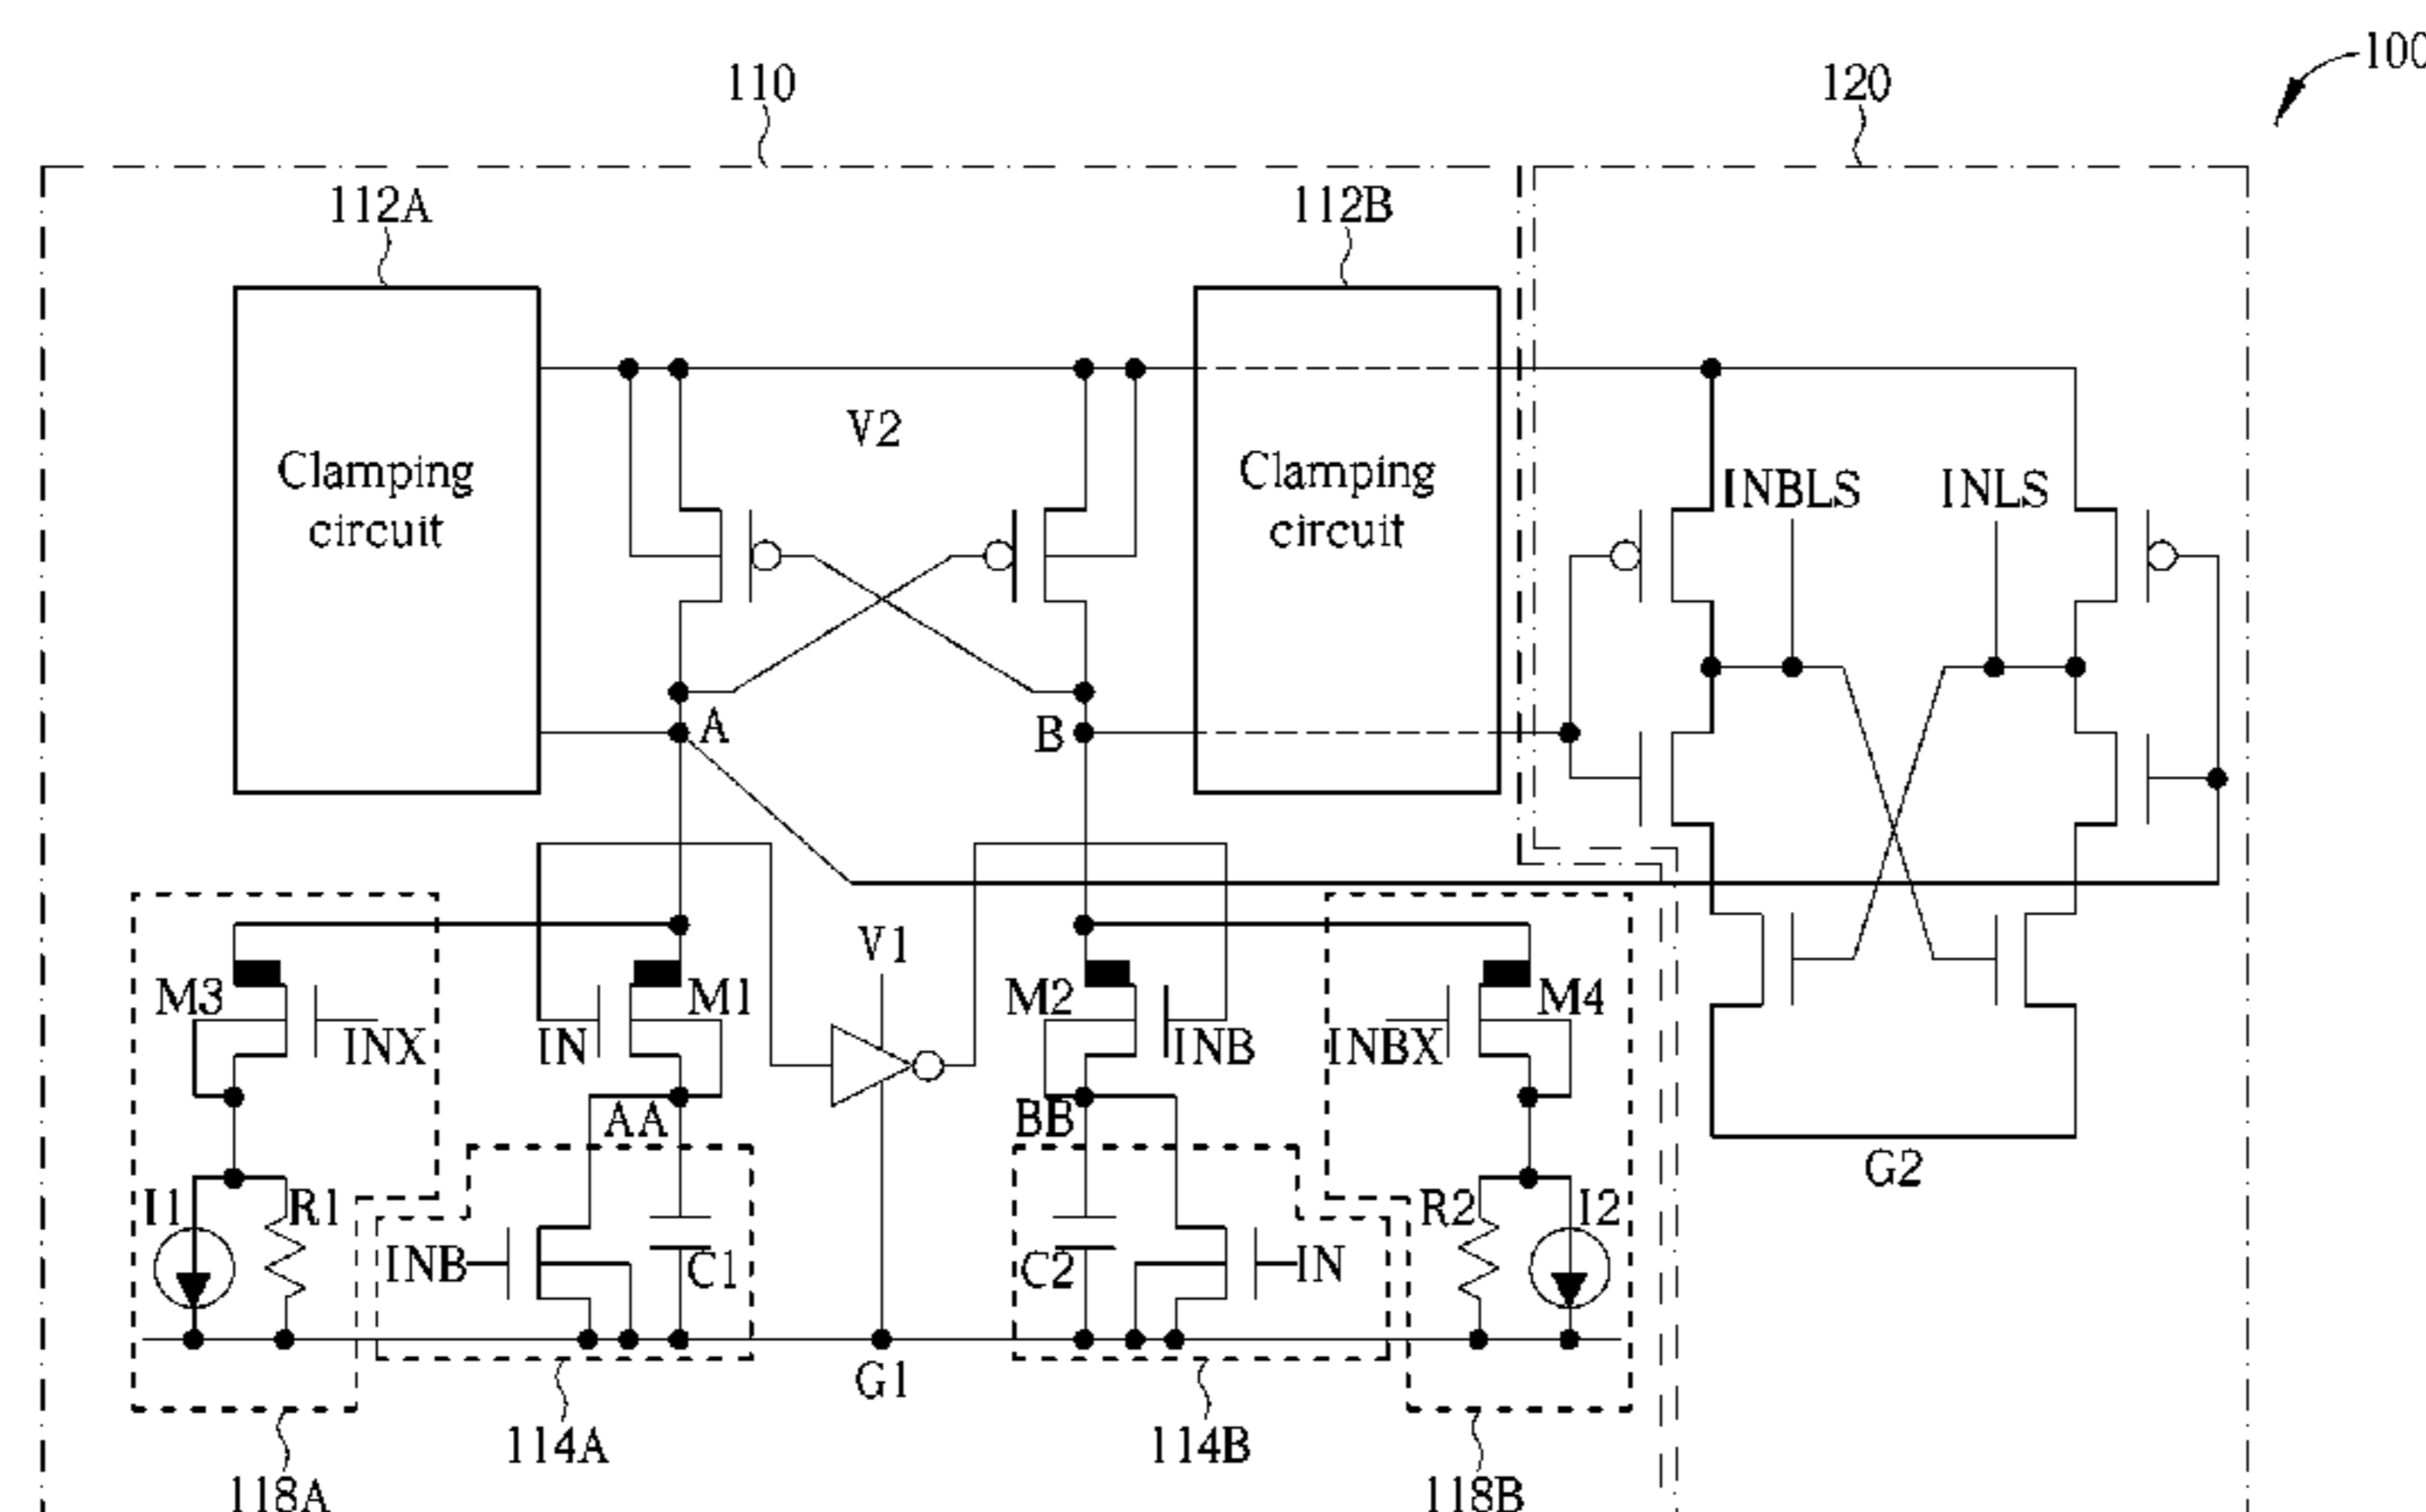 100
110
120
112A
112B
V2
Clamping
circuit
Clamping
circuit
INBLS
INLS
A
B
V1
M3
M1
M2
M4
INX
IN
INB
INBX
AA
BB
G2
I1
R1
R2
I2
INB
C1
C2
IN
G1
114A
114B
118A
118B